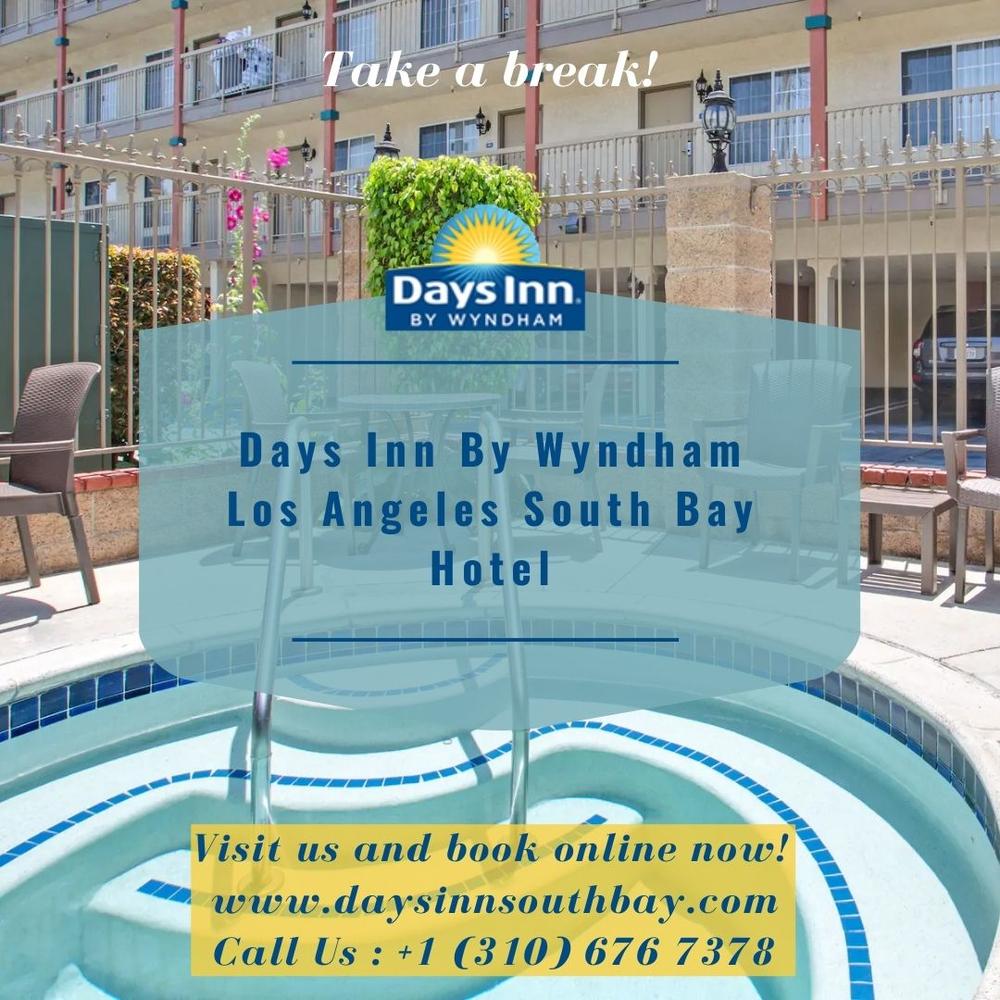 Take a break!
Days Inn®
BY WYNDHAM
Days Inn By Wyndham
Los Angeles South Bay
Hotel
Visit us and book online now!
www.daysinnsouthbay.com
Call Us : +1 (310) 676 7378